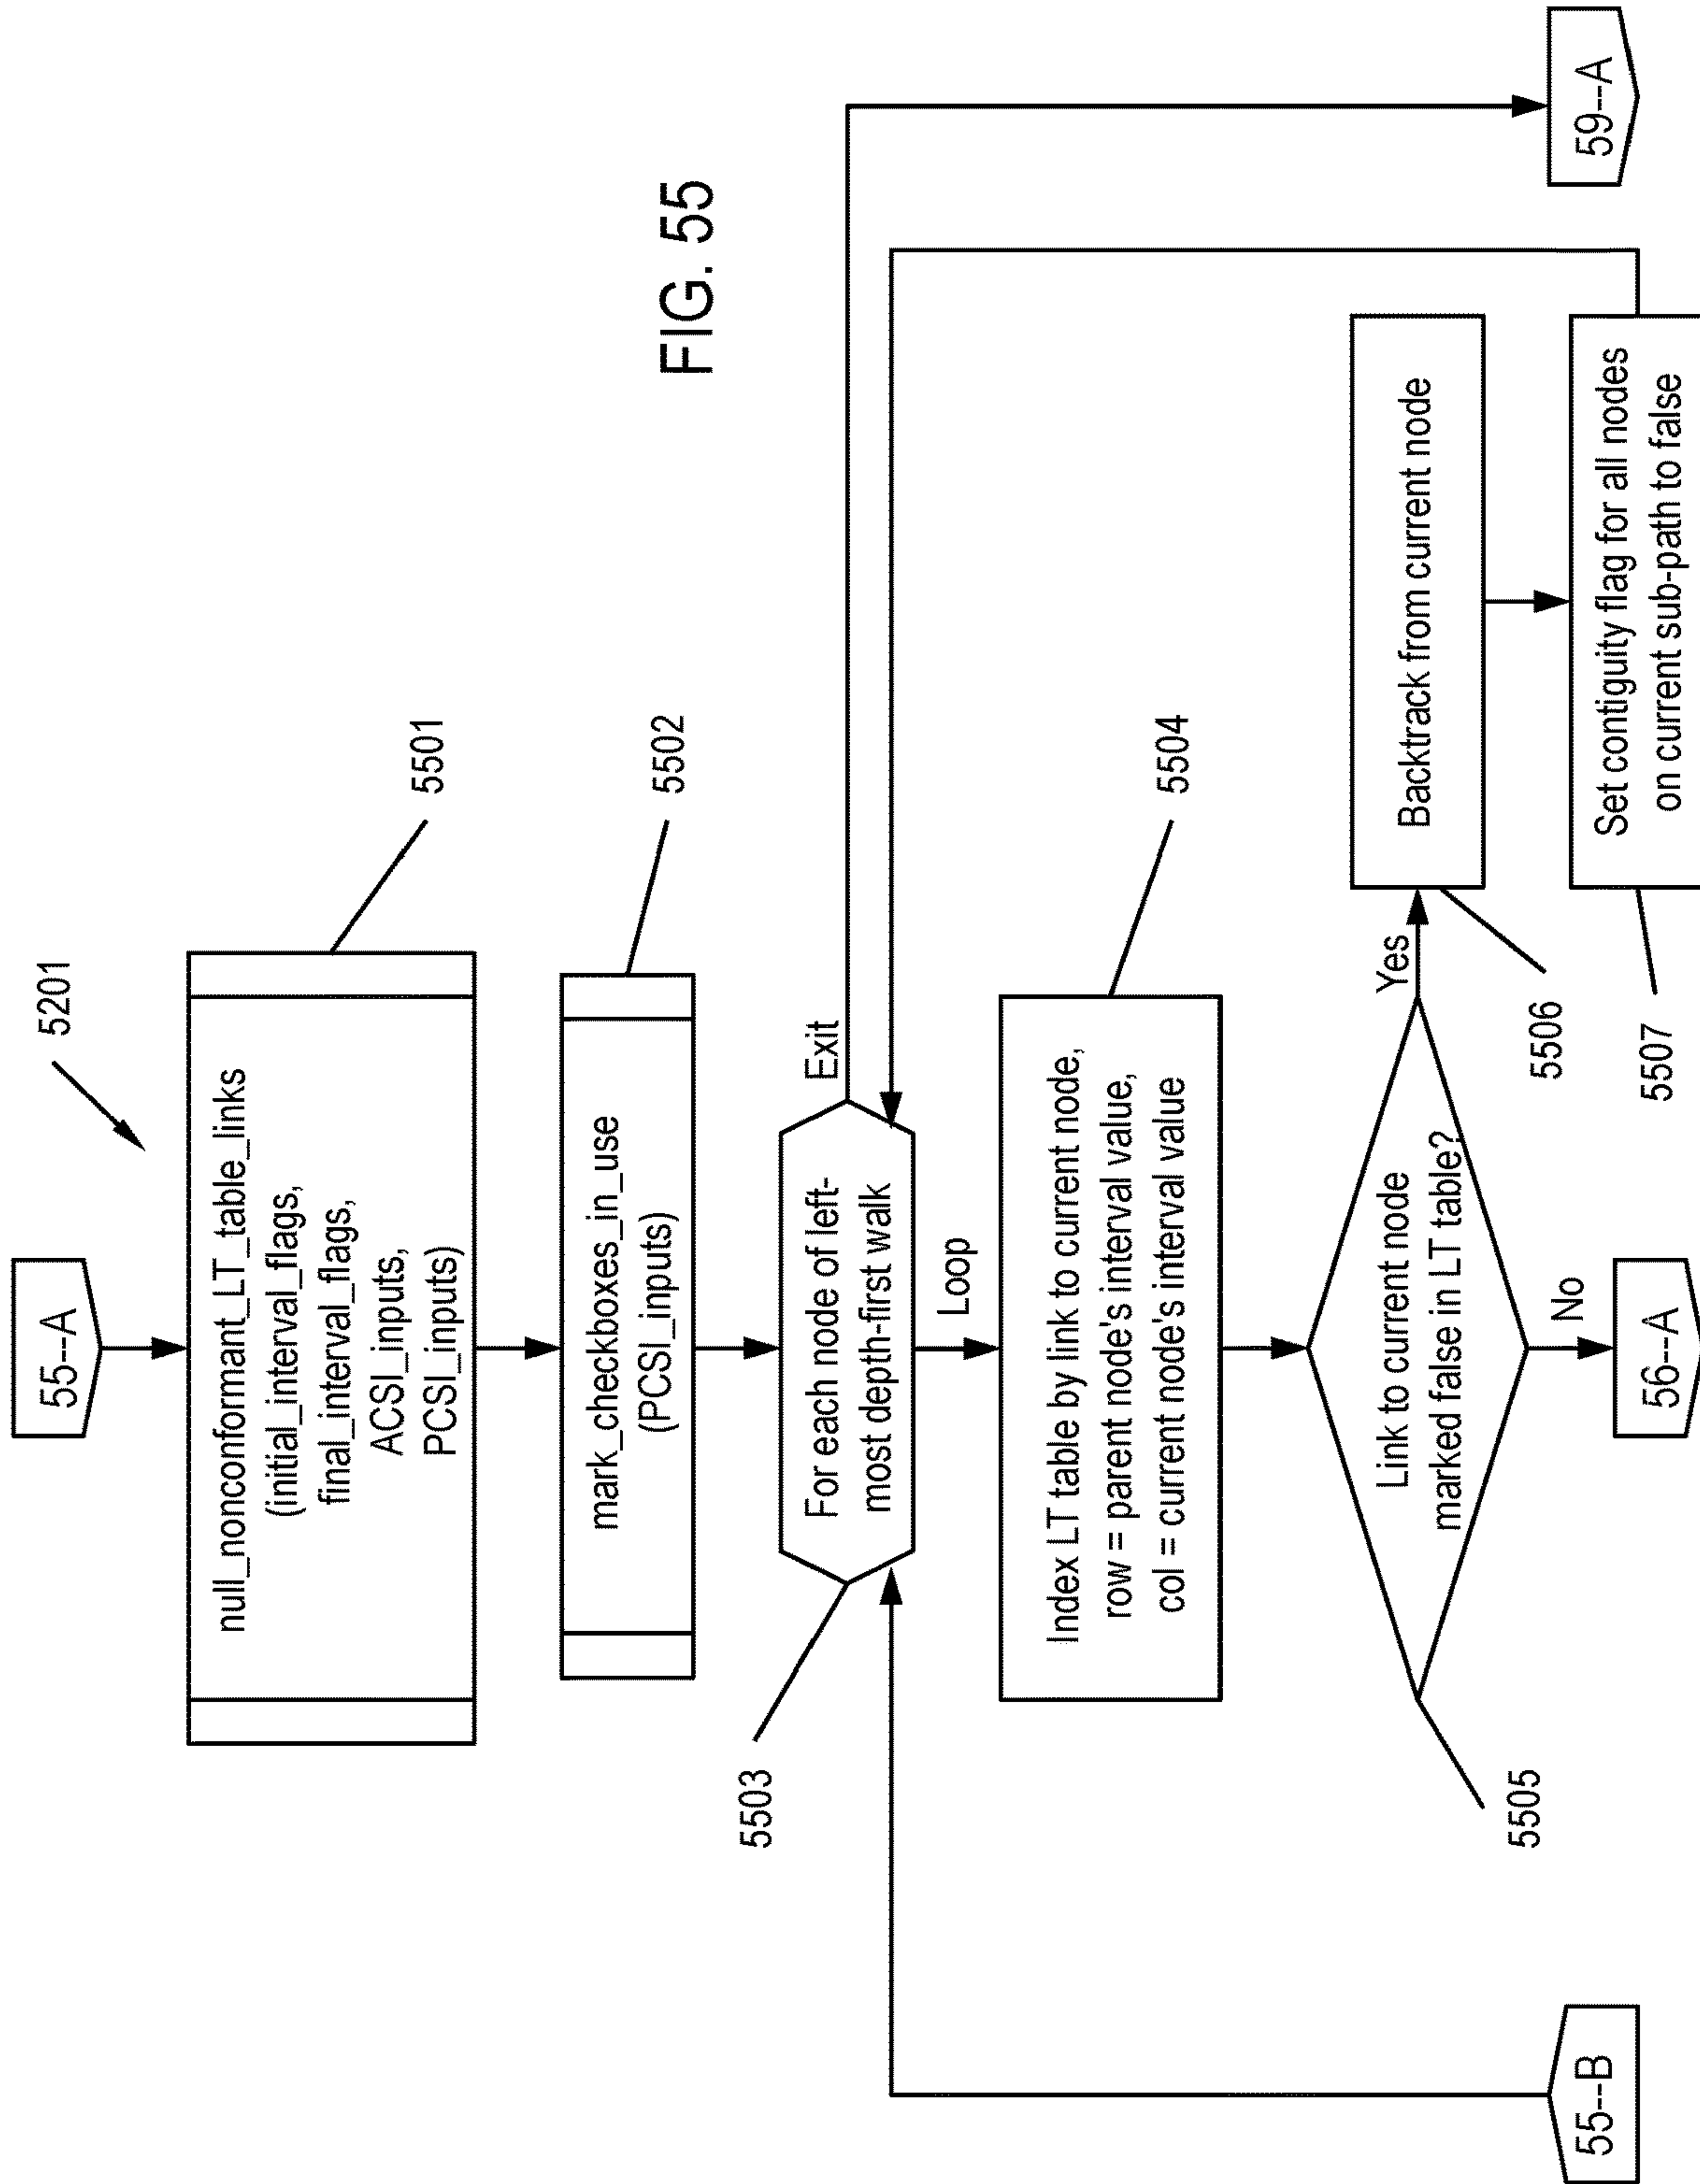 FIG. 55
55--A
5201
null_nonconformant_LT_table_links
(initial_interval_flags,
final_interval_flags,
ACSI_inputs,
PCSI_inputs)
5501
mark_checkboxes_in_use
(PCSI_inputs)
5502
For each node of left-
most depth-first walk
5503
Exit
Loop
Index LT table by link to current node,
row = parent node's interval value,
col = current node's interval value
5504
Link to current node
marked false in LT table?
5505
Yes
No
Backtrack from current node
5506
Set contiguity flag for all nodes
on current sub-path to false
5507
55--B
56--A
59--A